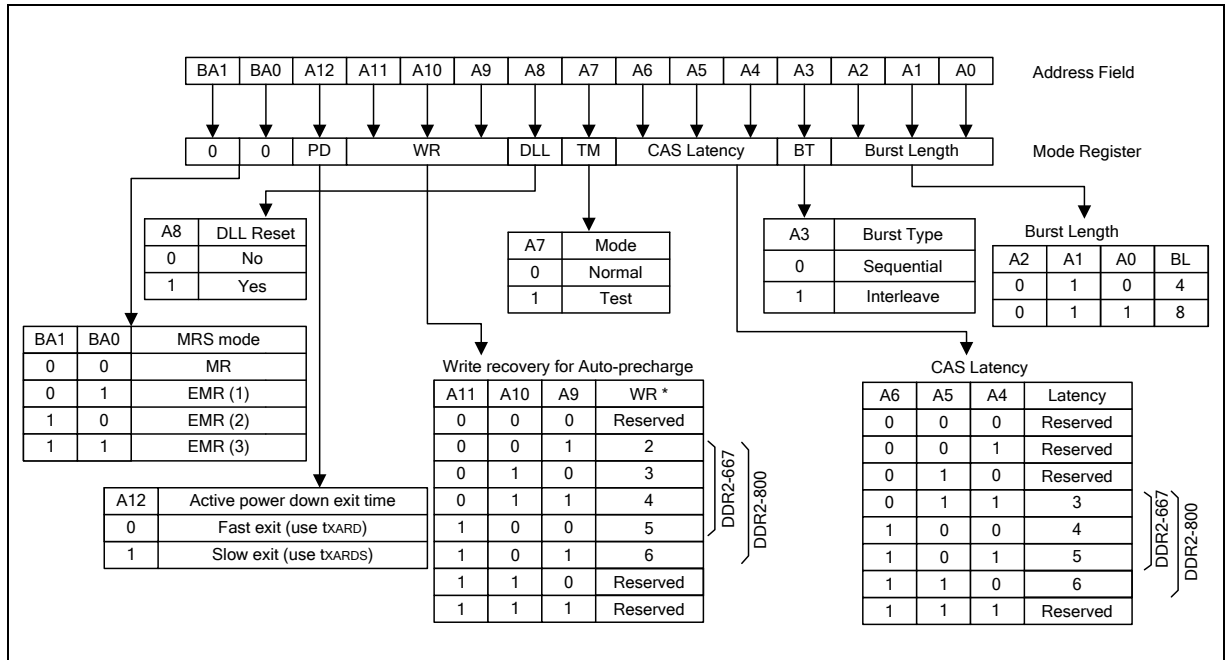 BA1 BA0 A12 A11 A10 A9 A8 A7 A6 A5 A4 A3 A2 A1 A0 Address Field
0 0 PD WR DLL TM CAS Latency BT Burst Length Mode Register
A8 DLL Reset
0 No
1 Yes
A7 Mode
0 Normal
1 Test
A3 Burst Type
0 Sequential
1 Interleave
Burst Length
A2 A1 A0 BL
0 1 0 4
0 1 1 8
BA1 BA0 MRS mode
0 0 MR
0 1 EMR (1)
1 0 EMR (2)
1 1 EMR (3)
A12 Active power down exit time
0 Fast exit (use tXARD)
1 Slow exit (use tXARDS)
Write recovery for Auto-precharge
A11 A10 A9 WR *
0 0 0 Reserved
0 0 1 2
0 1 0 3
0 1 1 4
1 0 0 5
1 0 1 6
1 1 0 Reserved
1 1 1 Reserved
DDR2-667
DDR2-800
CAS Latency
A6 A5 A4 Latency
0 0 0 Reserved
0 0 1 Reserved
0 1 0 Reserved
0 1 1 3
1 0 0 4
1 0 1 5
1 1 0 6
1 1 1 Reserved
DDR2-667
DDR2-800